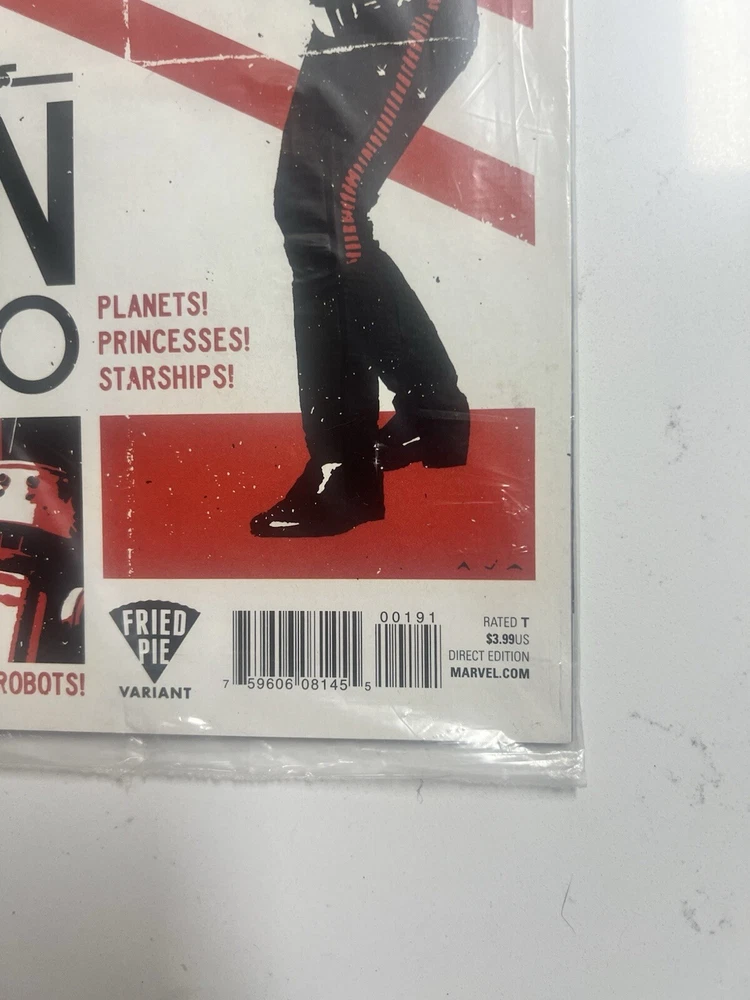 N
O
PLANETS!
PRINCESSES!
STARSHIPS!
AJA
ROBOTS!
FRIED
PIE
VARIANT
00191
7 59606 08145 5
RATED T
$3.99US
DIRECT EDITION
MARVEL.COM